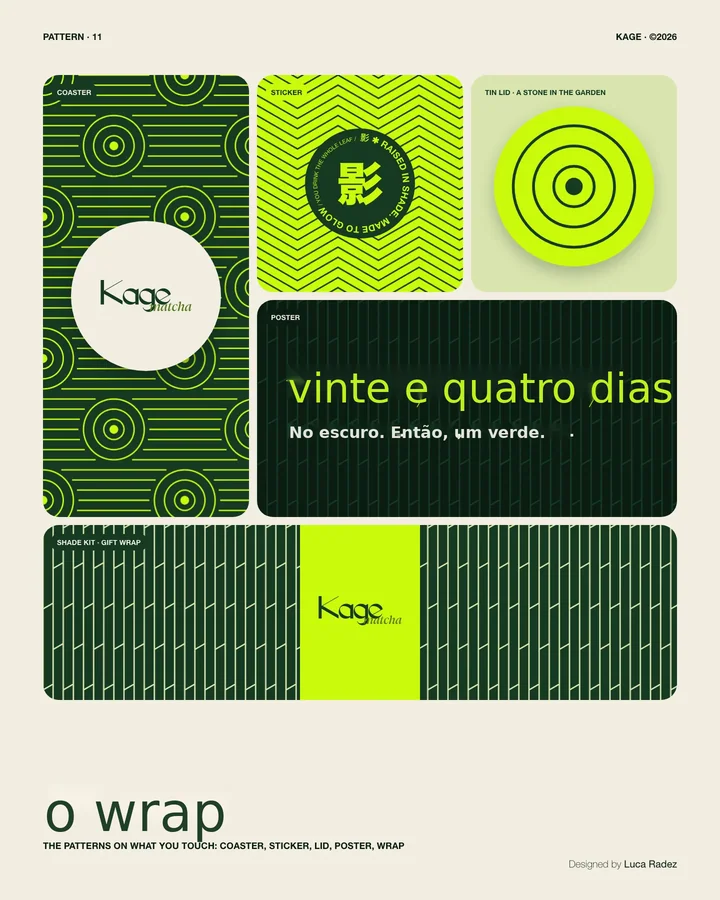 PATTERN · 11
KAGE · ©2026
COASTER
STICKER
TIN LID · A STONE IN THE GARDEN
影 ✱ RAISED IN SHADE. MADE TO GLOW / YOU DRINK THE WHOLE LEAF /
影
Kage
matcha
POSTER
vinte e quatro dias
No escuro. Então, um verde.
SHADE KIT · GIFT WRAP
Kage
matcha
o wrap
THE PATTERNS ON WHAT YOU TOUCH: COASTER, STICKER, LID, POSTER, WRAP
Designed by Luca Radez